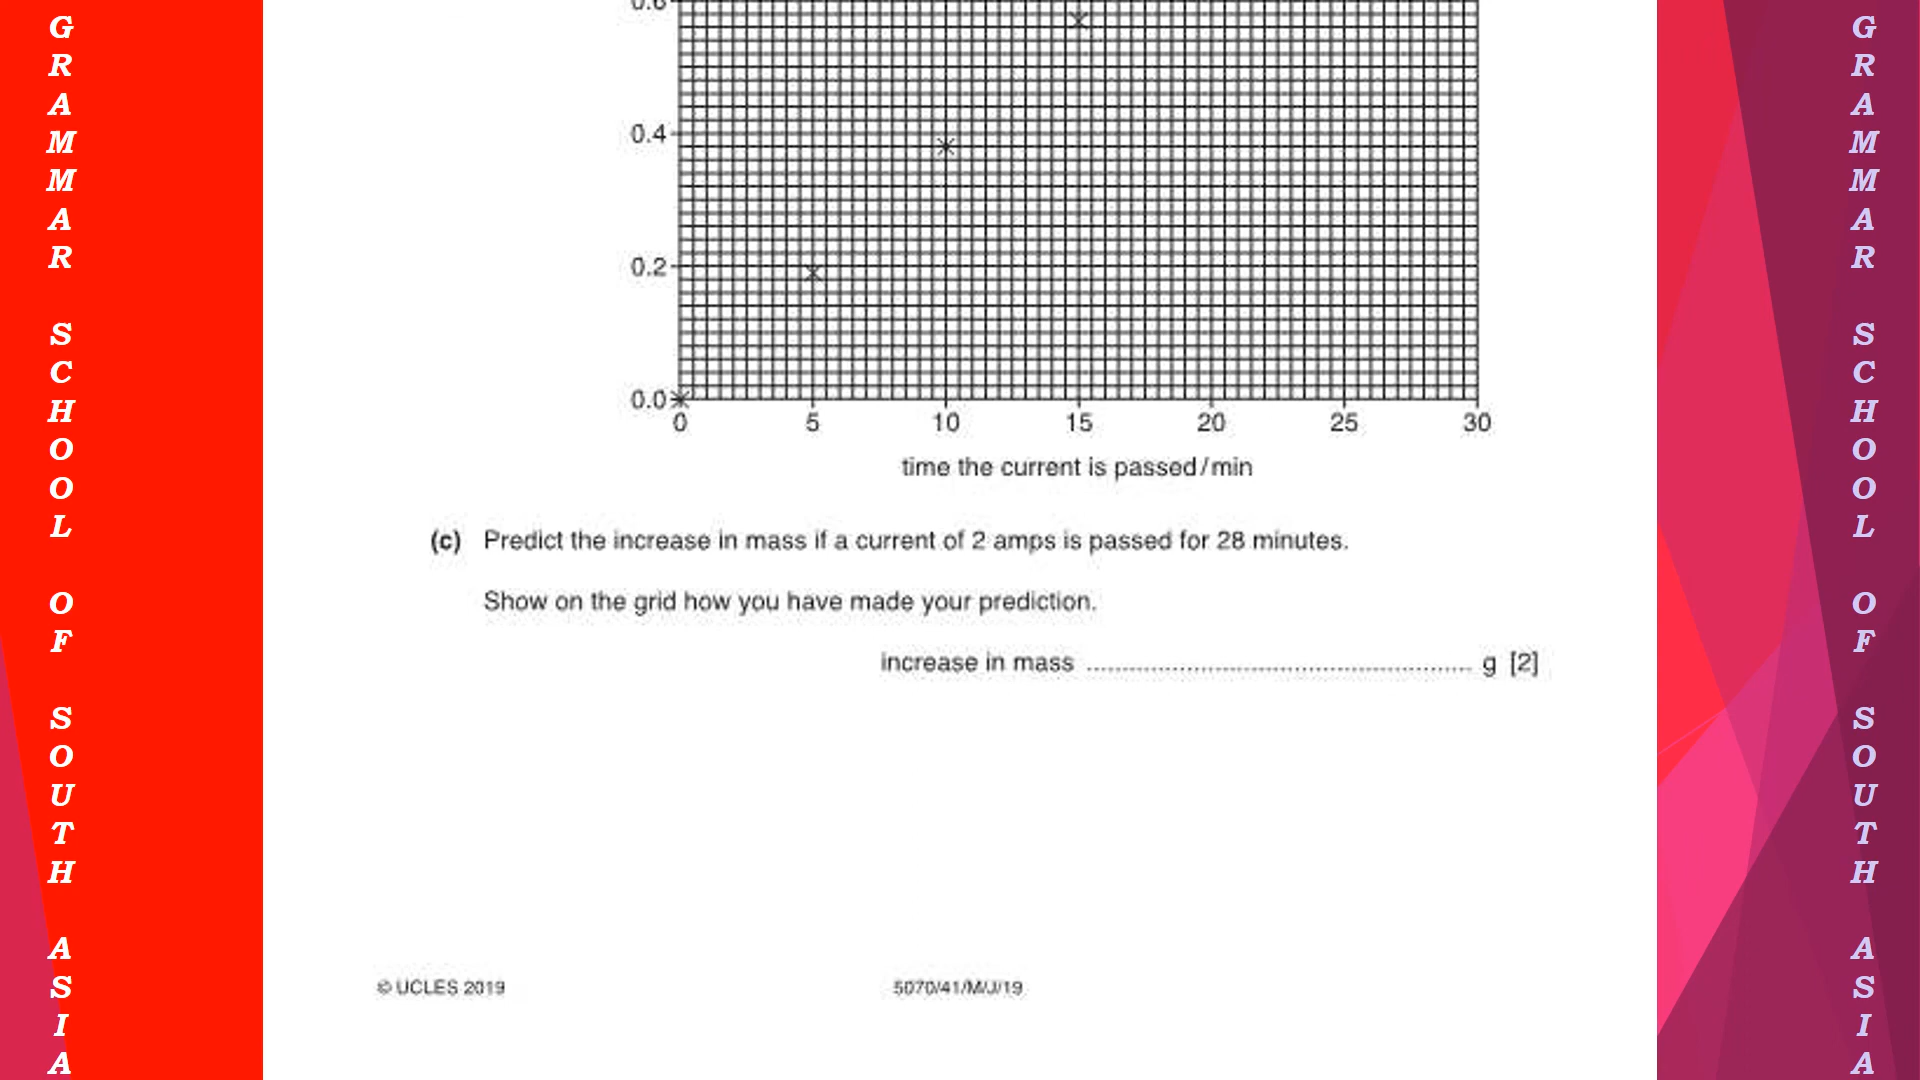 GRAMMAR SCHOOL OF SOUTH ASIA
0.6
0.4
0.2
0.0
0 5 10 15 20 25 30
time the current is passed/min
(c) Predict the increase in mass if a current of 2 amps is passed for 28 minutes.
Show on the grid how you have made your prediction.
increase in mass ........................................ g [2]
© UCLES 2019 5070/41/M/J/19
GRAMMAR SCHOOL OF SOUTH ASIA